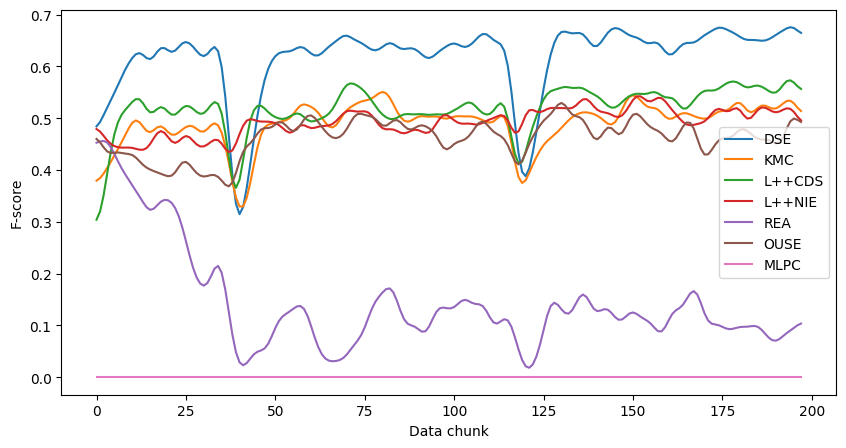 0.7
0.6
0.5
0.4
0.3
0.2
0.1
0.0
F-score
0 25 50 75 100 125 150 175 200
Data chunk
DSE
KMC
L++CDS
L++NIE
REA
OUSE
MLPC